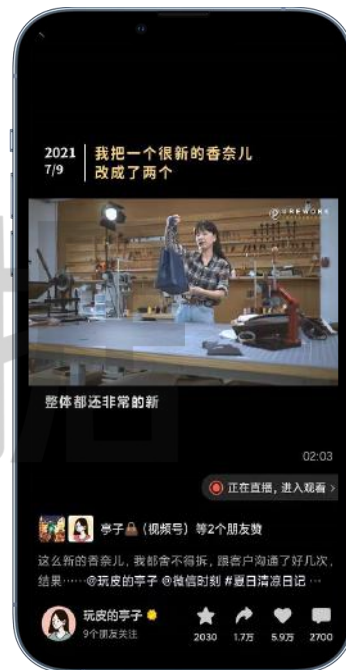 2021
7/9
我把一个很新的香奈儿
改成了两个
UREWORK
整体都还非常的新
02:03
正在直播，进入观看 >
亭子👜（视频号）等2个朋友赞
这么新的香奈儿，我都舍不得拆，跟客户沟通了好几次，
结果……@玩皮的亭子 @微信时刻 #夏日清凉日记 …
玩皮的亭子
9个朋友关注
2030
1.7万
5.9万
2700